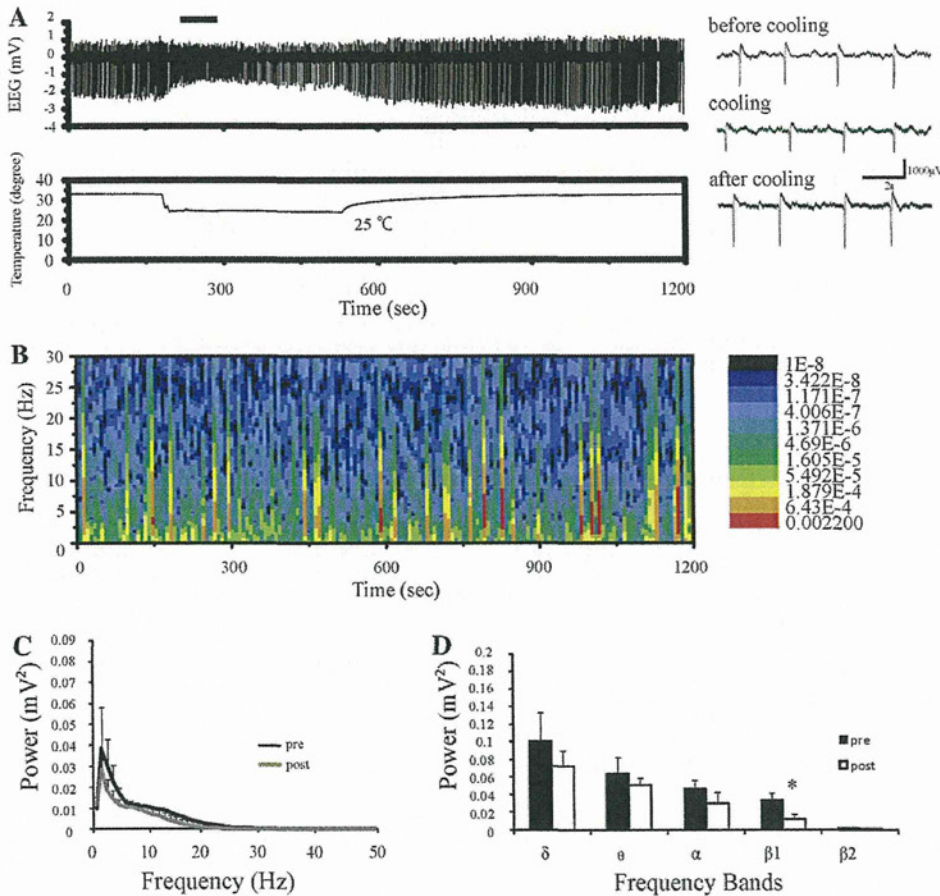 A
EEG (mV)
2
1
0
-1
-2
-3
-4
before cooling
cooling
1000μV
2s
after cooling
Temperature (degree)
40
30
20
10
0
25 ℃
0 300 600 900 1200
Time (sec)
B
Frequency (Hz)
30
25
20
15
10
5
0
0 300 600 900 1200
Time (sec)
1E-8
3.422E-8
1.171E-7
4.006E-7
1.371E-6
4.69E-6
1.605E-5
5.492E-5
1.879E-4
6.43E-4
0.002200
C
Power (mV²)
0.09
0.08
0.07
0.06
0.05
0.04
0.03
0.02
0.01
0
pre
post
0 10 20 30 40 50
Frequency (Hz)
D
Power (mV²)
0.2
0.18
0.16
0.14
0.12
0.1
0.08
0.06
0.04
0.02
0
pre
post
*
δ θ α β1 β2
Frequency Bands